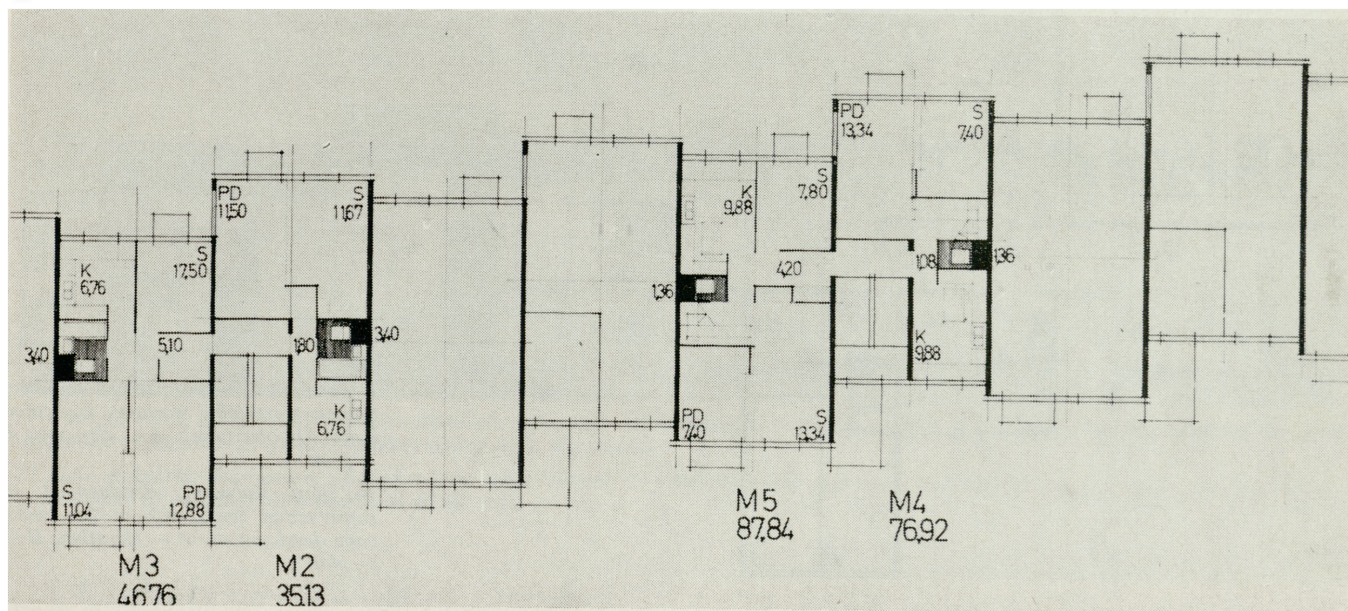 K
6,76
S
17,50
3,40
5,10
S
11,04
PD
12,88
M3
46,76
PD
11,50
S
11,67
1,80
3,40
K
6,76
M2
35,13
K
9,88
S
7,80
1,36
4,20
PD
7,40
S
13,34
M5
87,84
PD
13,34
S
7,40
1,08
1,36
K
9,88
M4
76,92